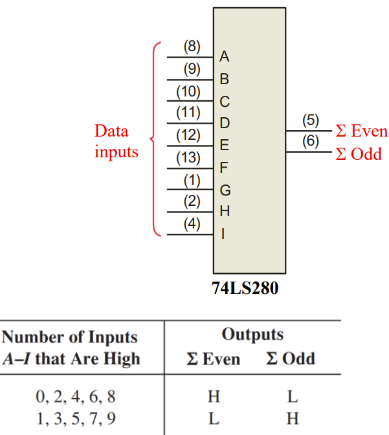 (8) A
(9) B
(10) C
(11) D
(12) E
(13) F
(1) G
(2) H
(4) I
Data
inputs
(5) Σ Even
(6) Σ Odd
74LS280
Number of Inputs Outputs
A–I that Are High Σ Even Σ Odd
0, 2, 4, 6, 8 H L
1, 3, 5, 7, 9 L H